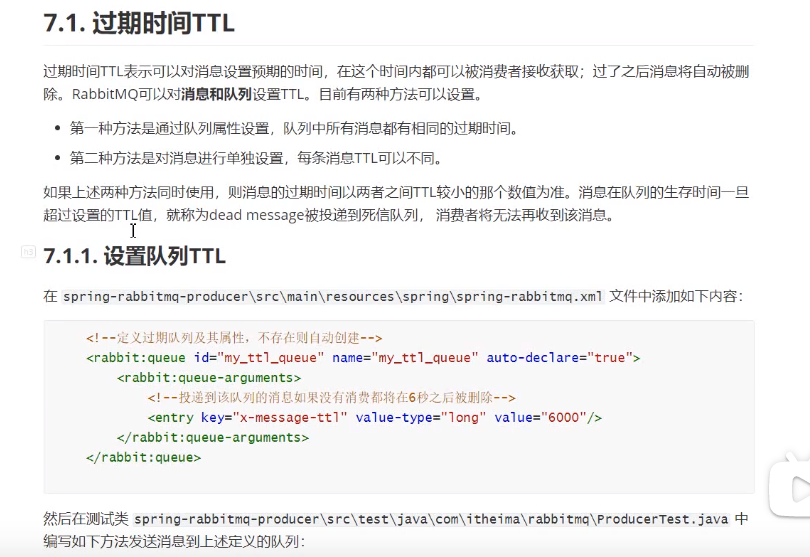 7.1. 过期时间TTL
过期时间TTL表示可以对消息设置预期的时间，在这个时间内都可以被消费者接收获取；过了之后消息将自动被删
除。RabbitMQ可以对消息和队列设置TTL。目前有两种方法可以设置。
• 第一种方法是通过队列属性设置，队列中所有消息都有相同的过期时间。
• 第二种方法是对消息进行单独设置，每条消息TTL可以不同。
如果上述两种方法同时使用，则消息的过期时间以两者之间TTL较小的那个数值为准。消息在队列的生存时间一旦
超过设置的TTL值，就称为dead message被投递到死信队列， 消费者将无法再收到该消息。
7.1.1. 设置队列TTL
在 spring-rabbitmq-producer\src\main\resources\spring\spring-rabbitmq.xml 文件中添加如下内容：
<!--定义过期队列及其属性，不存在则自动创建-->
<rabbit:queue id="my_ttl_queue" name="my_ttl_queue" auto-declare="true">
<rabbit:queue-arguments>
<!--投递到该队列的消息如果没有消费都将在6秒之后被删除-->
<entry key="x-message-ttl" value-type="long" value="6000"/>
</rabbit:queue-arguments>
</rabbit:queue>
然后在测试类 spring-rabbitmq-producer\src\test\java\com\itheima\rabbitmq\ProducerTest.java 中
编写如下方法发送消息到上述定义的队列：